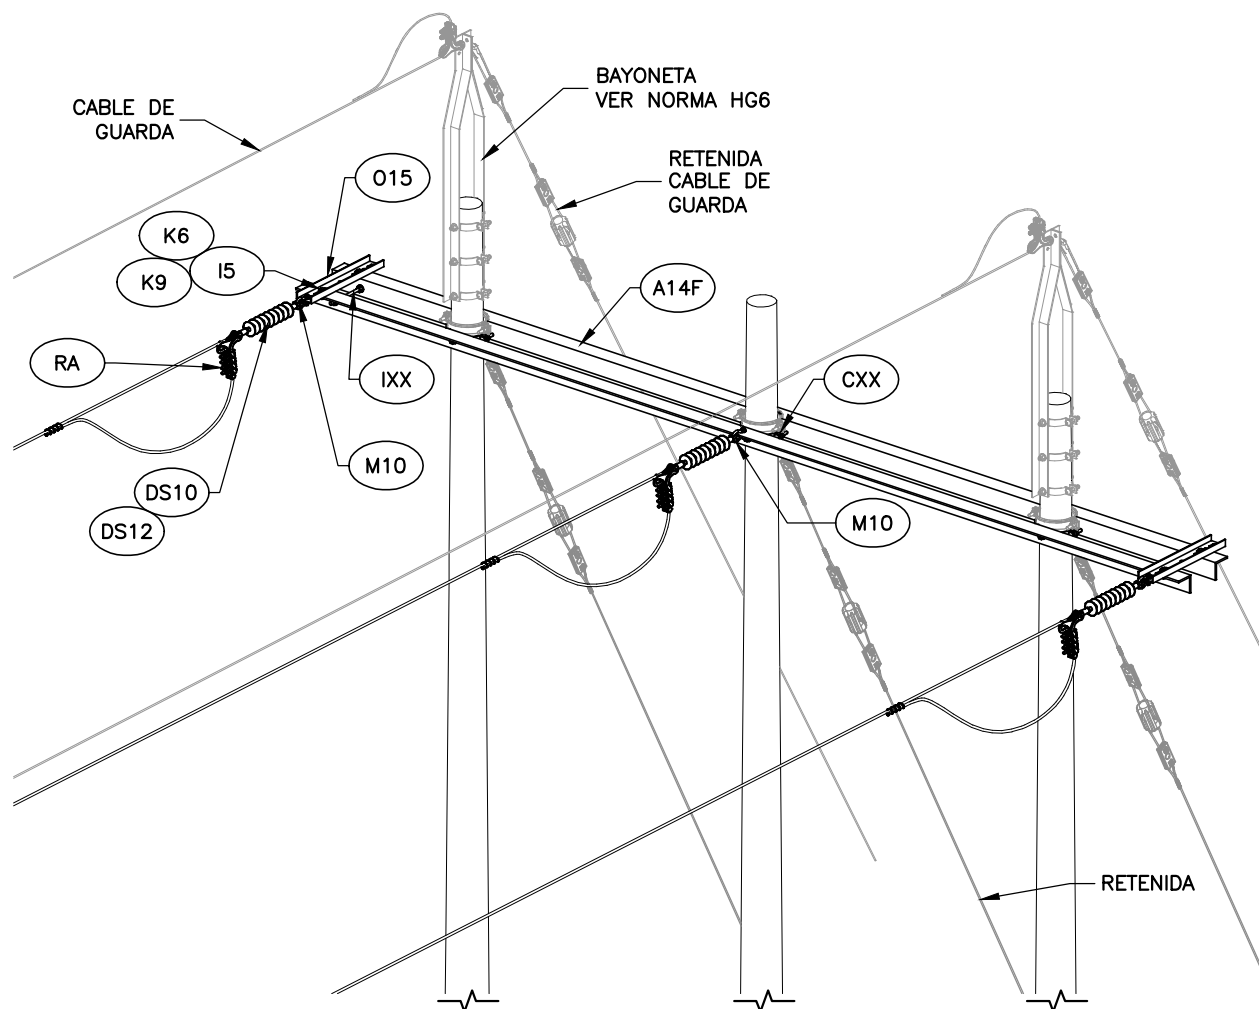 BAYONETA
VER NORMA HG6
CABLE DE
GUARDA
RETENIDA
CABLE DE
GUARDA
O15
K6
K9
I5
A14F
RA
IXX
CXX
M10
DS10
DS12
M10
RETENIDA